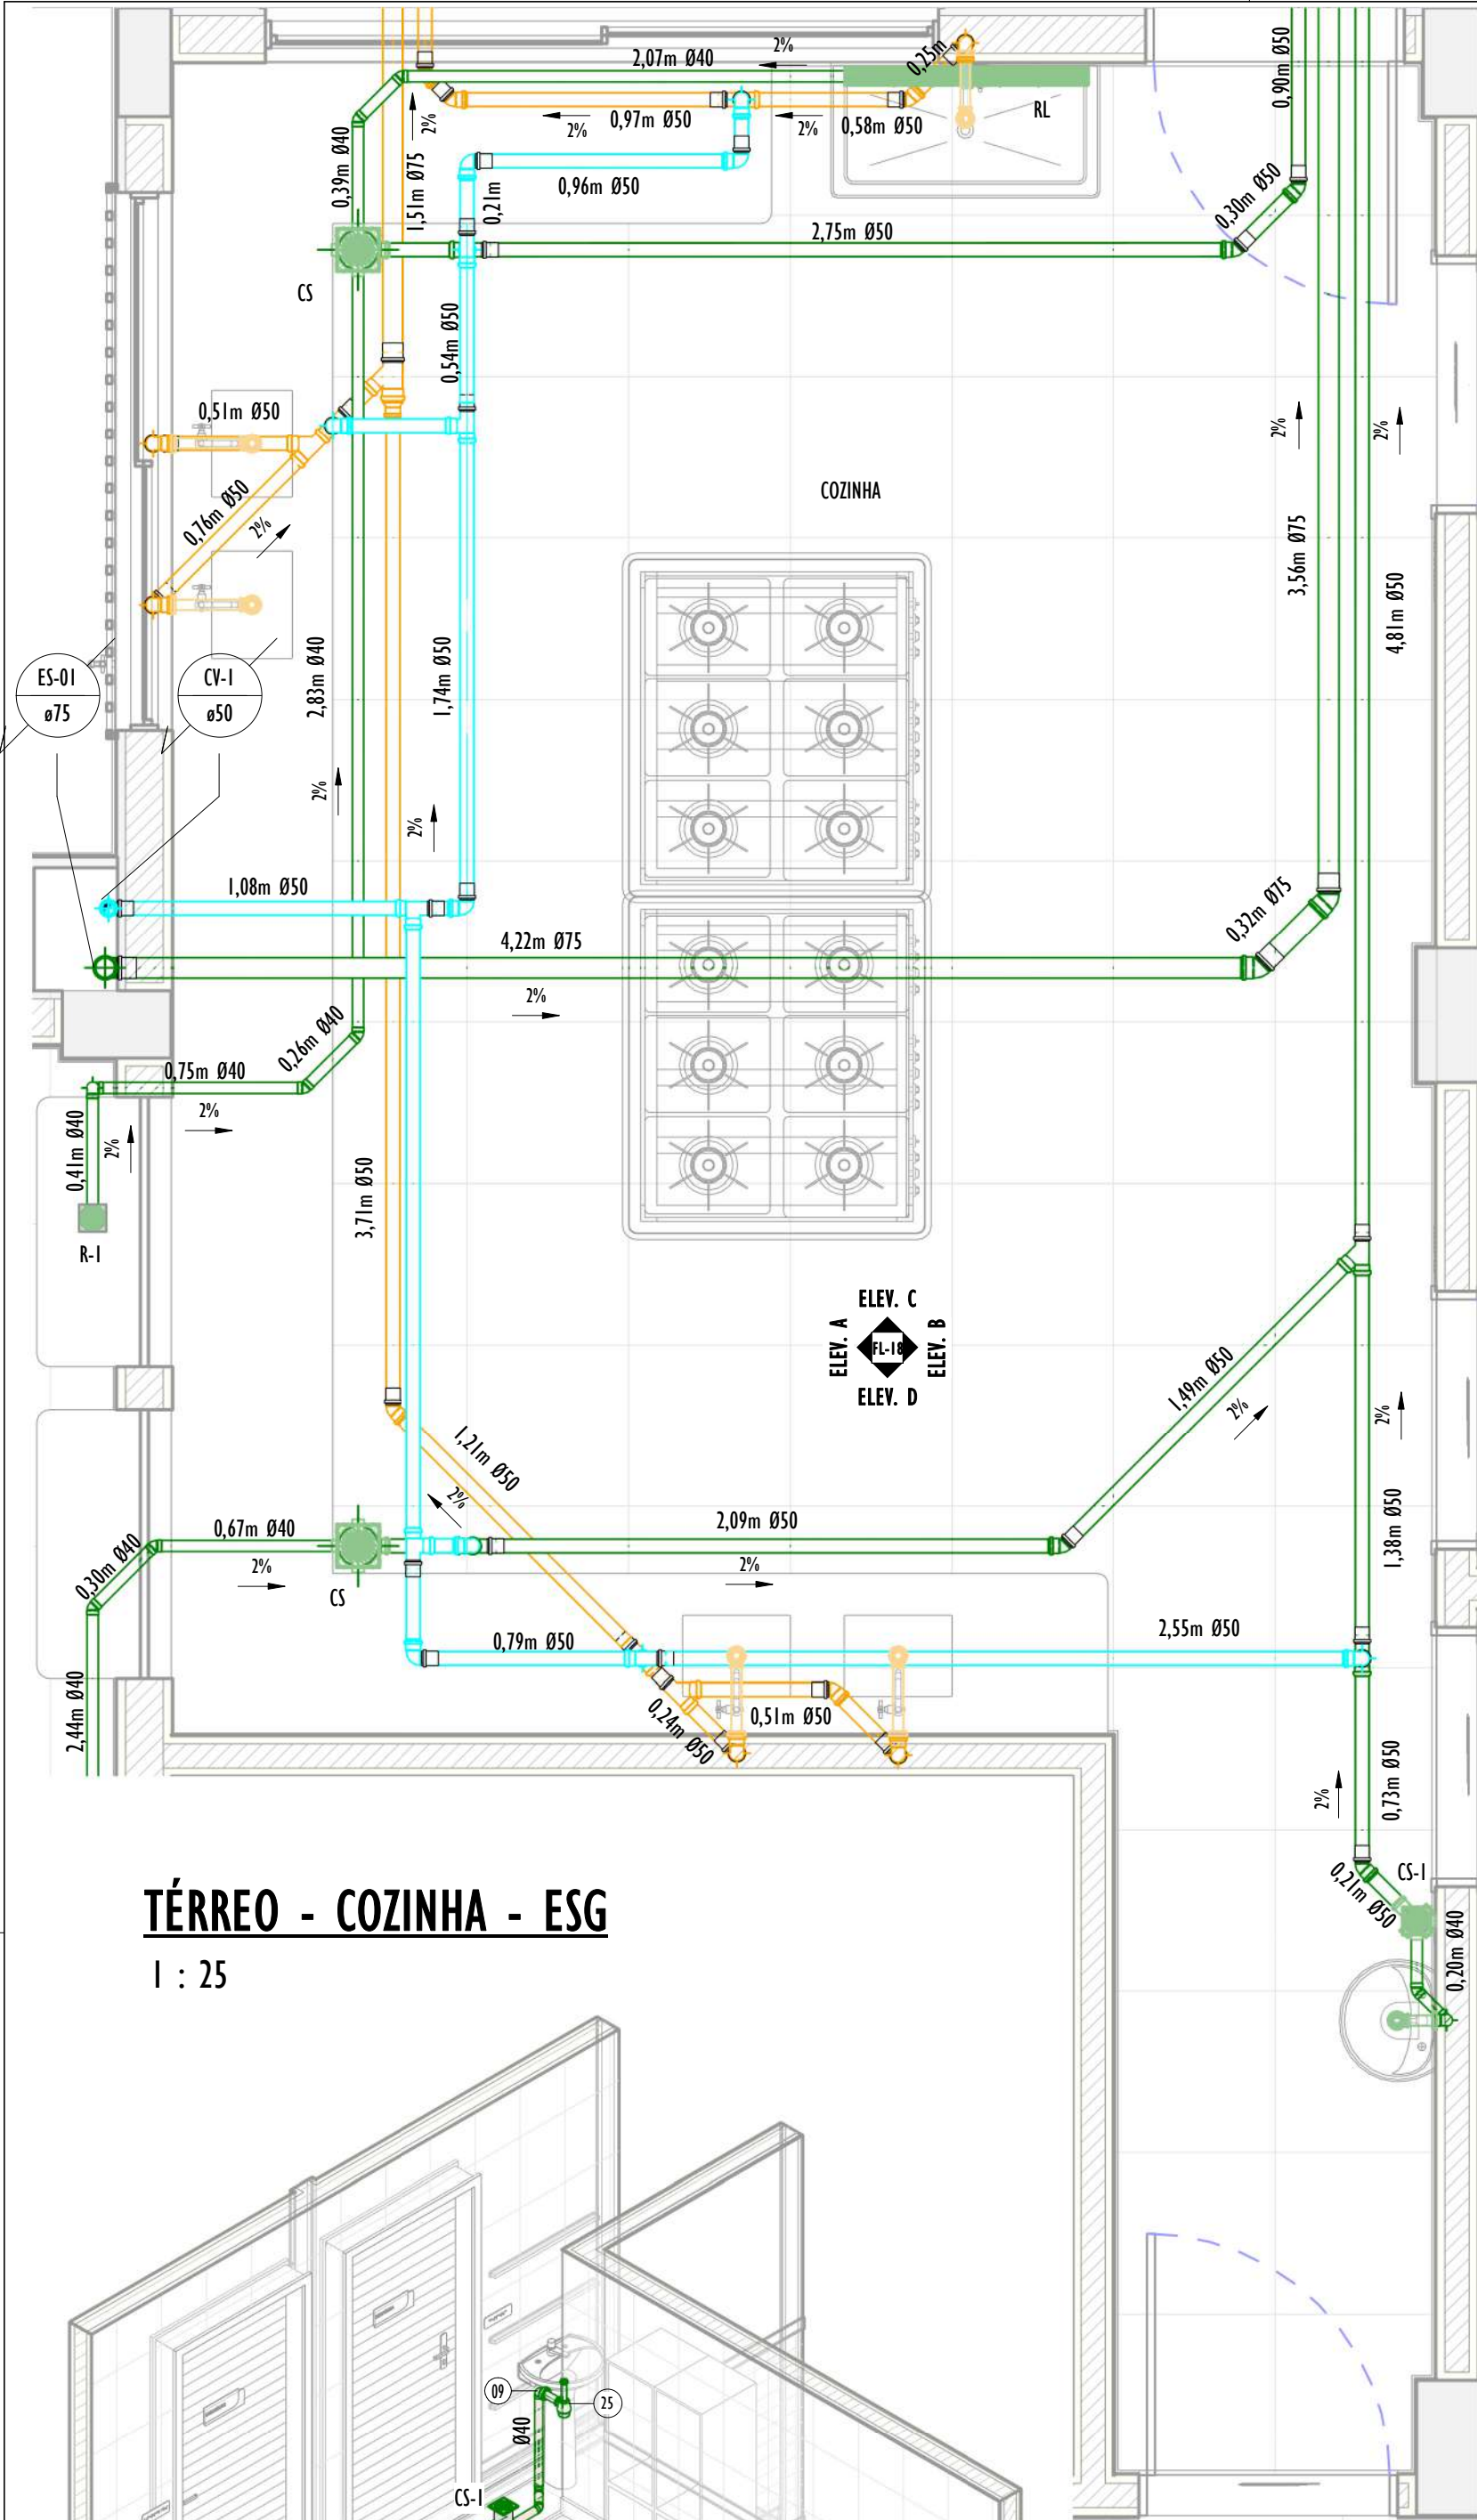 2,07m Ø40
2%
0,25m
0,90m Ø50
RL
2%
0,97m Ø50
2%
0,58m Ø50
2%
0,39m Ø40
1,51m Ø75
0,96m Ø50
0,21m
0,30m Ø50
2,75m Ø50
CS
0,54m Ø50
0,51m Ø50
2%
2%
COZINHA
0,76m Ø50
2%
3,56m Ø75
4,81m Ø50
ES-01
ø75
CV-1
ø50
2,83m Ø40
1,74m Ø50
2%
2%
1,08m Ø50
4,22m Ø75
0,32m Ø75
2%
0,26m Ø40
0,75m Ø40
2%
0,41m Ø40
2%
3,71m Ø50
R-1
ELEV. C
ELEV. A
FL-18
ELEV. B
ELEV. D
1,49m Ø50
2%
2%
1,21m Ø50
2%
0,67m Ø40
2%
0,30m Ø40
2,09m Ø50
2%
1,38m Ø50
CS
0,79m Ø50
2,55m Ø50
2,44m Ø40
0,24m Ø50
0,51m Ø50
2%
0,73m Ø50
CS-1
0,21m Ø50
0,20m Ø40
TÉRREO - COZINHA - ESG
1 : 25
09
25
Ø40
CS-1